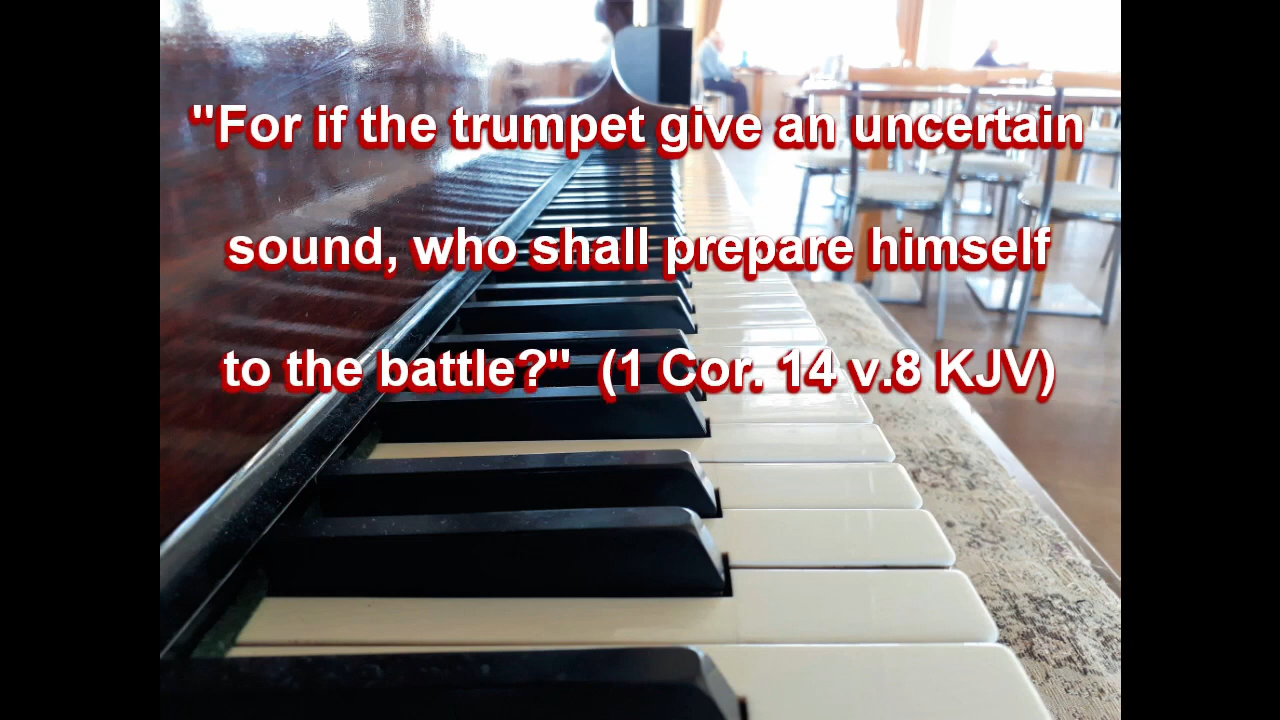 "For if the trumpet give an uncertain
sound, who shall prepare himself
to the battle?"  (1 Cor. 14 v.8 KJV)